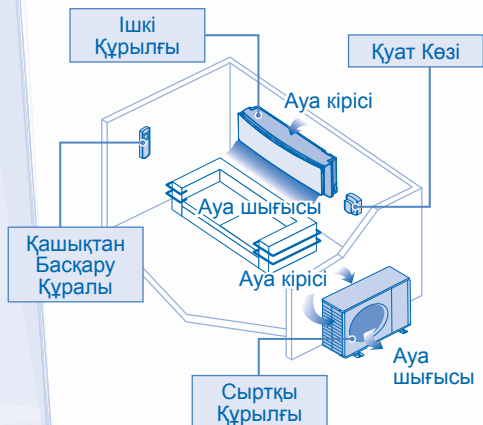 Ішкі
Құрылғы
Қуат Көзі
Ауа кірісі
Ауа шығысы
Қашықтан
Басқару
Құралы
Ауа кірісі
Ауа
шығысы
Сыртқы
Құрылғы